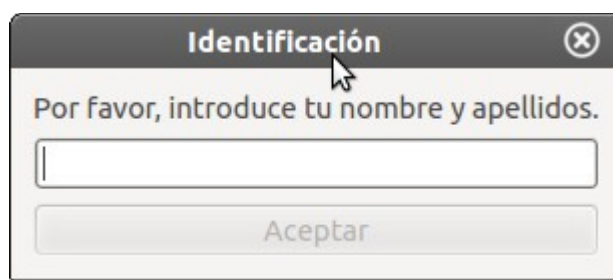 Identificación
Por favor, introduce tu nombre y apellidos.
Aceptar